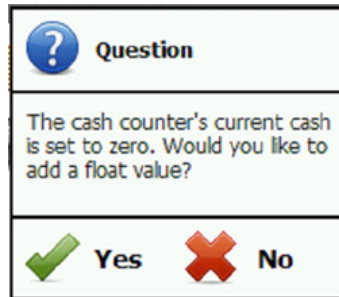 Question
The cash counter's current cash
is set to zero. Would you like to
add a float value?
Yes No